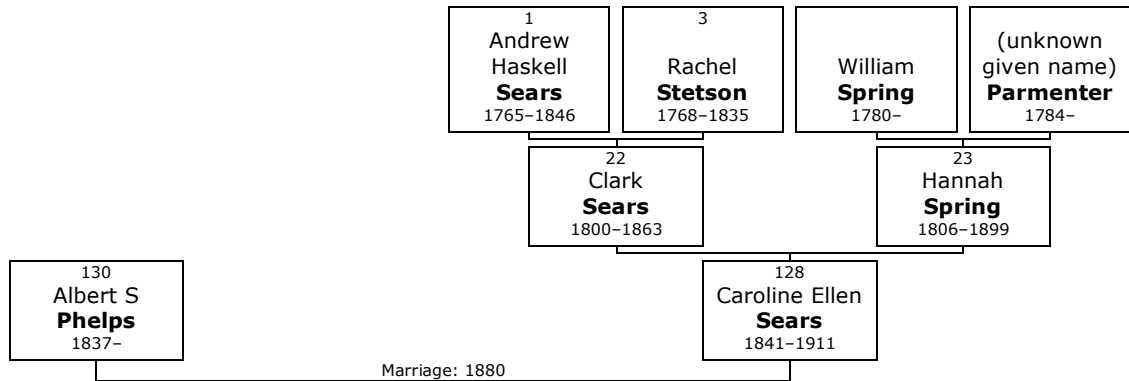 1
Andrew
Haskell
Sears
1765–1846
3
Rachel
Stetson
1768–1835
William
Spring
1780–
(unknown
given name)
Parmenter
1784–
22
Clark
Sears
1800–1863
23
Hannah
Spring
1806–1899
130
Albert S
Phelps
1837–
128
Caroline Ellen
Sears
1841–1911
Marriage: 1880